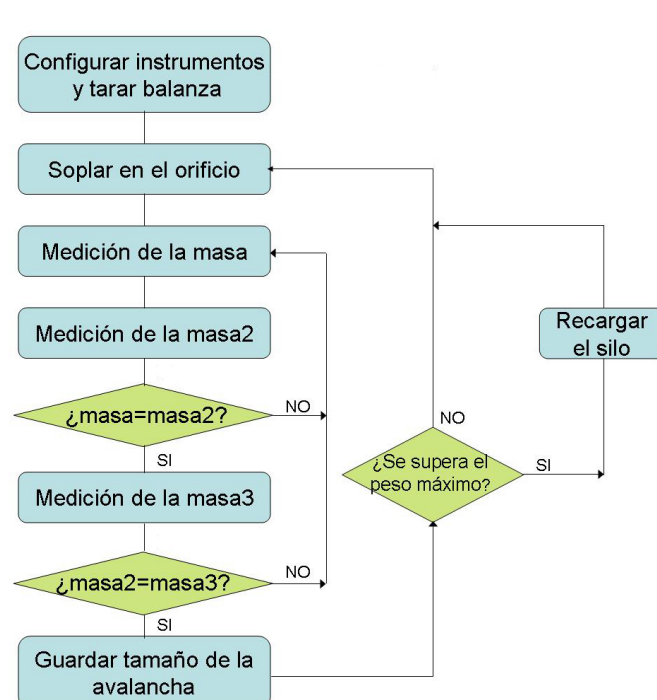 Configurar instrumentos
y tarar balanza
Soplar en el orificio
Medición de la masa
Medición de la masa2
¿masa=masa2?
NO
SI
Medición de la masa3
¿masa2=masa3?
NO
SI
Guardar tamaño de la
avalancha
¿Se supera el
peso máximo?
NO
SI
Recargar
el silo